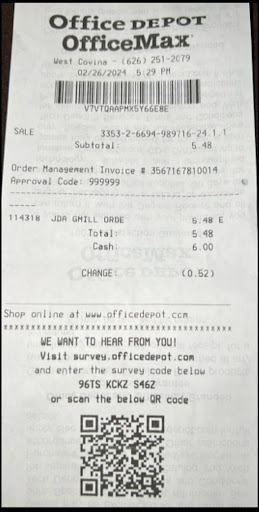 Office DEPOT
OfficeMax
West Covina - (626) 251-2079
02/26/2024 5:29 PM
V7VTQAAPMX5Y66EBE
SALE 3353-2-6694-989716-24.1.1
Subtotal: 5.48
Order Management Invoice # 3567167810014
Approval Code: 999999
114318 JDA GMILL ORDE 5.48 E
Total: 5.48
Cash: 6.00
CHANGE: (0.52)
Shop online at www.officedepot.com
WE WANT TO HEAR FROM YOU!
Visit survey.officedepot.com
and enter the survey code below
96TS KCKZ S46Z
or scan the below QR code